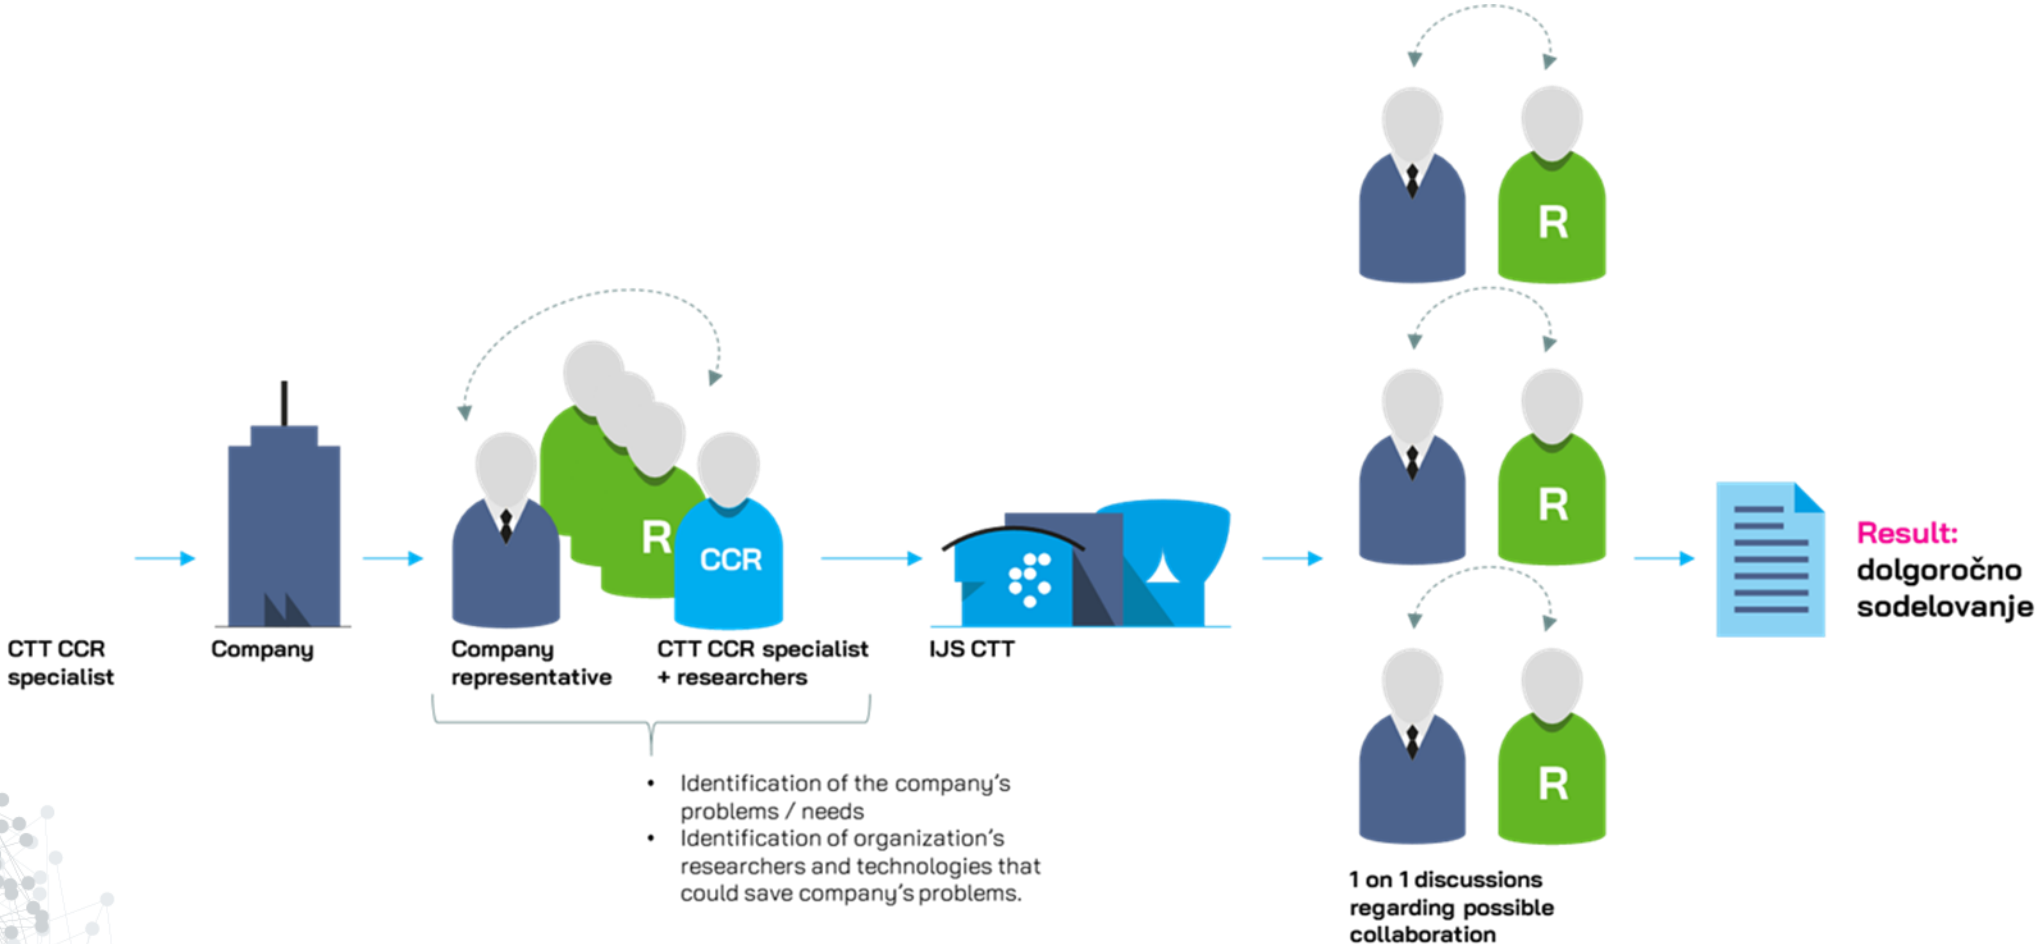 CTT CCR
specialist
Company
Company
representative
R
CCR
CTT CCR specialist
+ researchers
• Identification of the company's
problems / needs
• Identification of organization's
researchers and technologies that
could save company's problems.
IJS CTT
R
R
R
1 on 1 discussions
regarding possible
collaboration
Result:
dolgoročno
sodelovanje